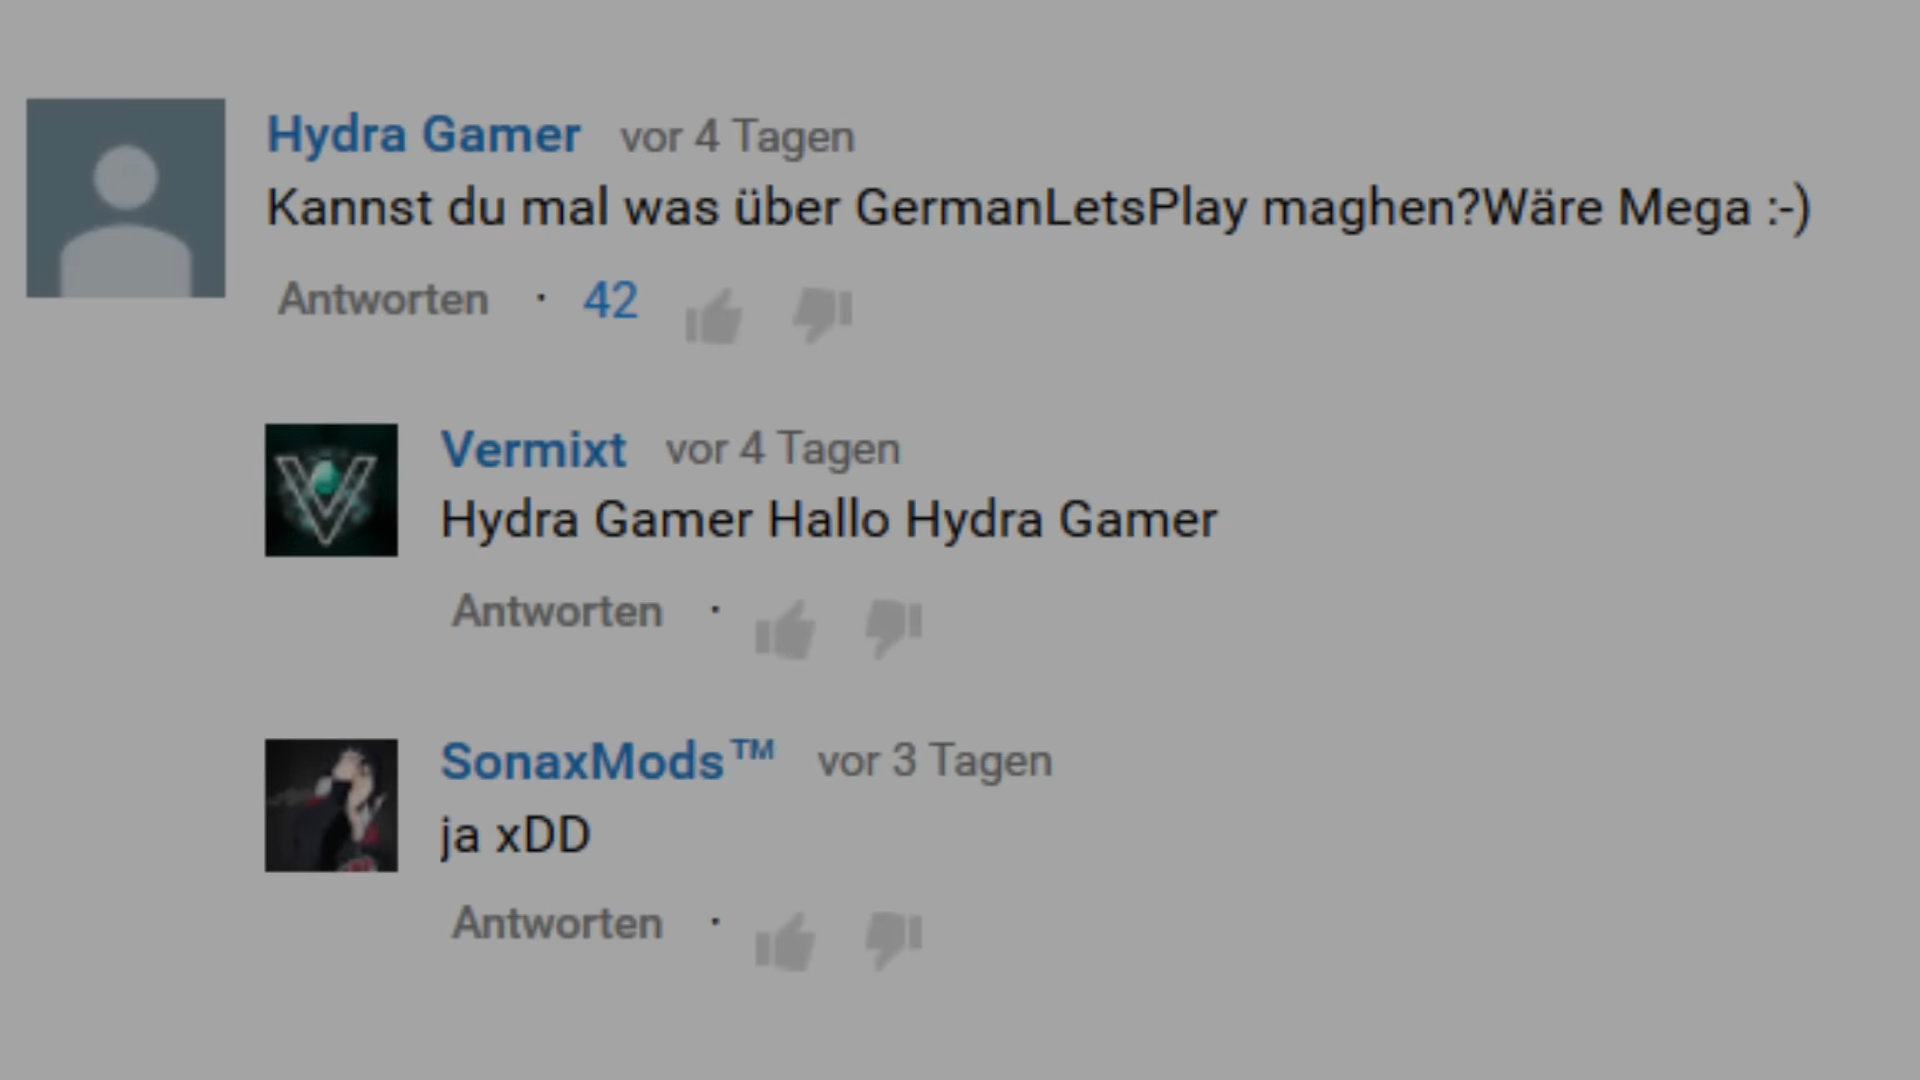 Hydra Gamer vor 4 Tagen
Kannst du mal was über GermanLetsPlay maghen?Wäre Mega :-)
Antworten · 42
Vermixt vor 4 Tagen
Hydra Gamer Hallo Hydra Gamer
Antworten ·
SonaxMods™ vor 3 Tagen
ja xDD
Antworten ·